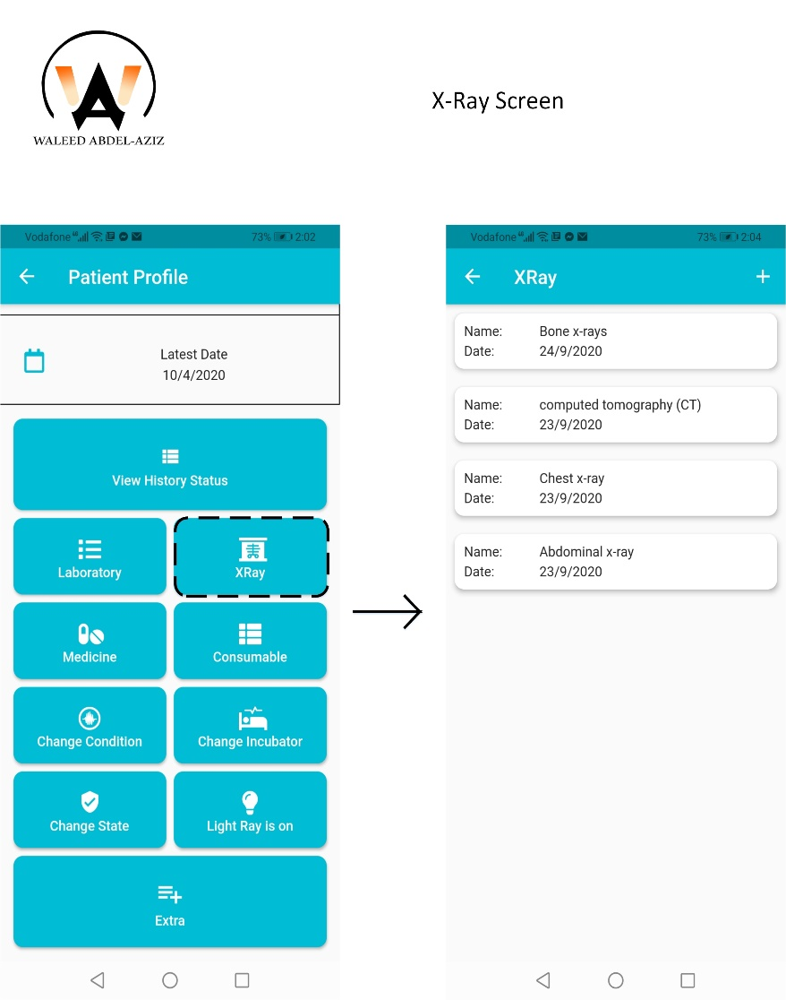 WALEED ABDEL-AZIZ
X-Ray Screen
Vodafone 4G 73% 2:02
Patient Profile
Latest Date
10/4/2020
View History Status
Laboratory
XRay
Medicine
Consumable
Change Condition
Change Incubator
Change State
Light Ray is on
Extra
Vodafone 4G 73% 2:04
XRay
Name: Bone x-rays
Date: 24/9/2020
Name: computed tomography (CT)
Date: 23/9/2020
Name: Chest x-ray
Date: 23/9/2020
Name: Abdominal x-ray
Date: 23/9/2020